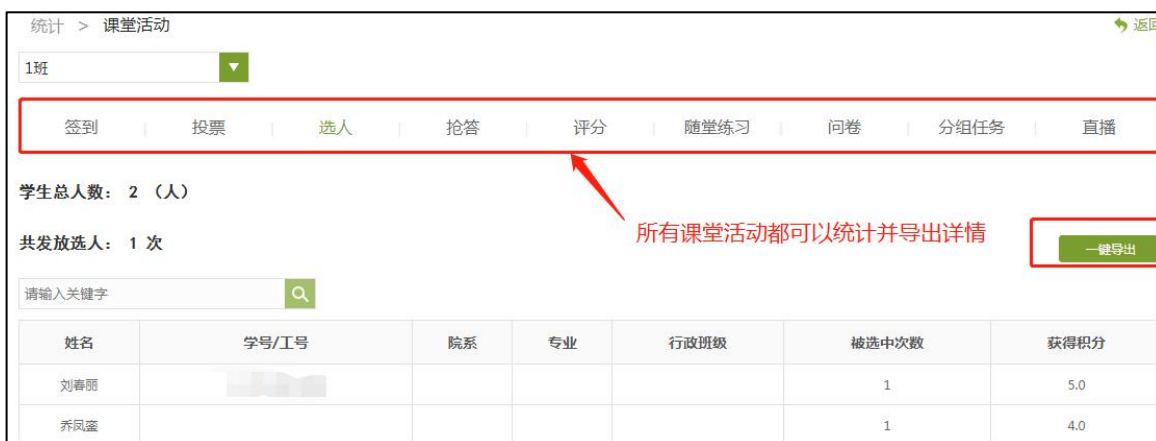 统计 > 课堂活动 返回
1班
签到 投票 选人 抢答 评分 随堂练习 问卷 分组任务 直播
学生总人数： 2 （人）
所有课堂活动都可以统计并导出详情
共发放选人： 1 次 一键导出
请输入关键字
姓名 学号/工号 院系 专业 行政班级 被选中次数 获得积分
刘春丽 1 5.0
乔凤銮 1 4.0